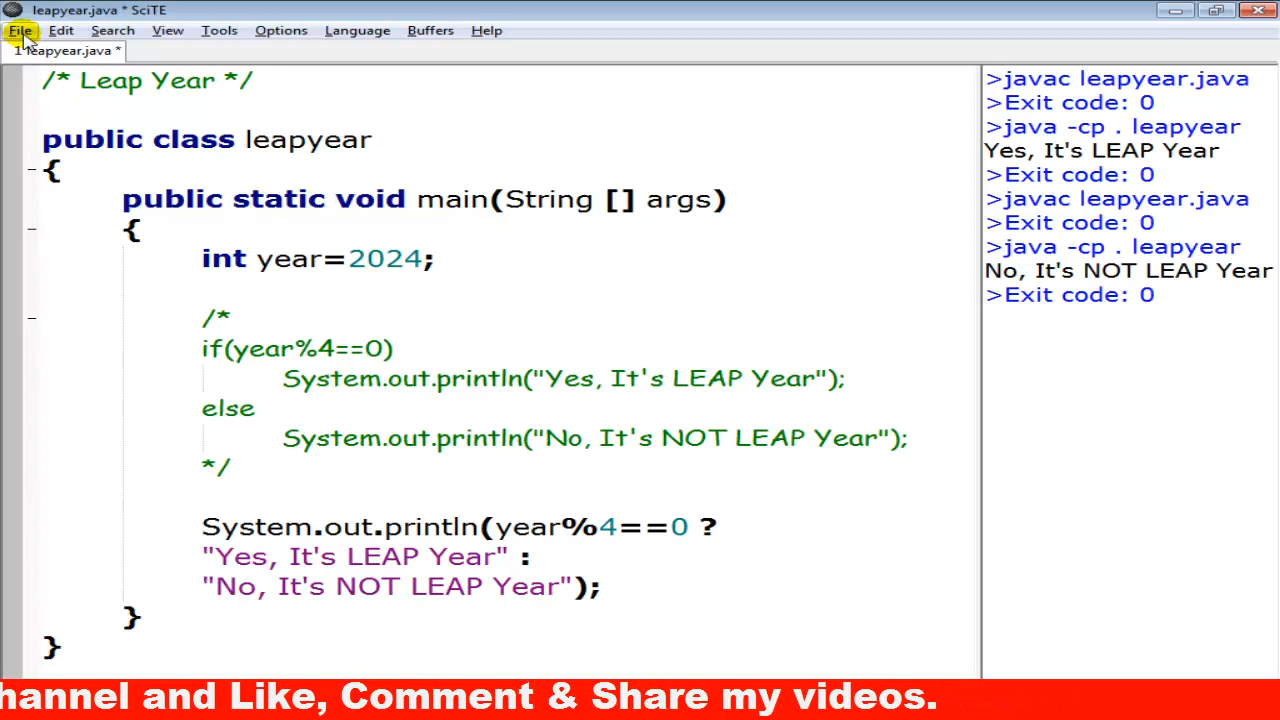 leapyear.java * SciTE
File Edit Search View Tools Options Language Buffers Help
1 leapyear.java *
/* Leap Year */
public class leapyear
{
public static void main(String [] args)
{
int year=2024;
/*
if(year%4==0)
System.out.println("Yes, It's LEAP Year");
else
System.out.println("No, It's NOT LEAP Year");
*/
System.out.println(year%4==0 ?
"Yes, It's LEAP Year" :
"No, It's NOT LEAP Year");
}
}
>javac leapyear.java
>Exit code: 0
>java -cp . leapyear
Yes, It's LEAP Year
>Exit code: 0
>javac leapyear.java
>Exit code: 0
>java -cp . leapyear
No, It's NOT LEAP Year
>Exit code: 0
hannel and Like, Comment & Share my videos.